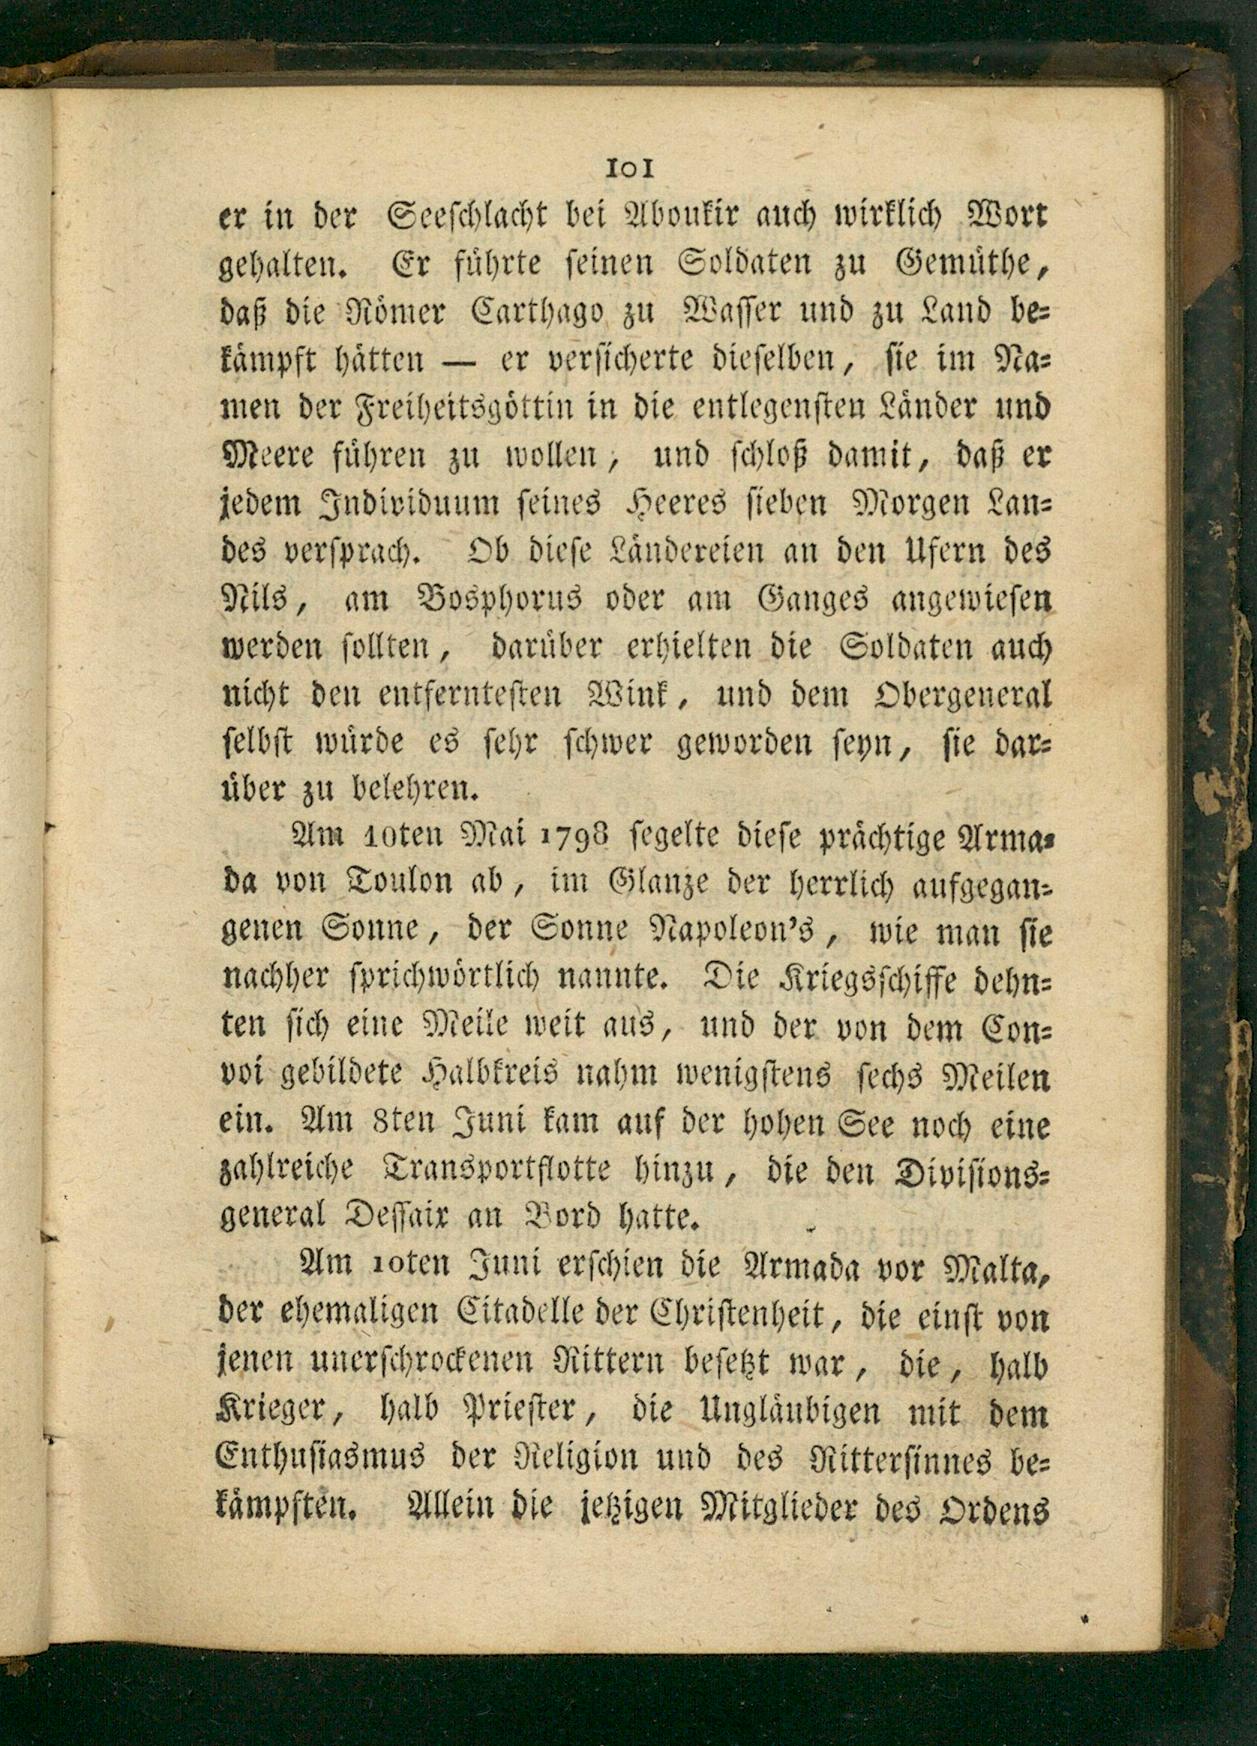 101
er in der Seeschlacht bei Aboukir auch wirklich Wort
gehalten. Er führte seinen Soldaten zu Gemüthe,
daß die Römer Carthago zu Wasser und zu Land be=
kämpft hätten — er versicherte dieselben, sie im Na=
men der Freiheitsgöttin in die entlegensten Länder und
Meere führen zu wollen, und schloß damit, daß er
jedem Individuum seines Heeres sieben Morgen Lan=
des versprach. Ob diese Ländereien an den Ufern des
Nils, am Bosphorus oder am Ganges angewiesen
werden sollten, darüber erhielten die Soldaten auch
nicht den entferntesten Wink, und dem Obergeneral
selbst würde es sehr schwer geworden seyn, sie dar=
über zu belehren.
Am 10ten Mai 1798 segelte diese prächtige Arma=
da von Toulon ab, im Glanze der herrlich aufgegan=
genen Sonne, der Sonne Napoleon's, wie man sie
nachher sprichwörtlich nannte. Die Kriegsschiffe dehn=
ten sich eine Meile weit aus, und der von dem Con=
voi gebildete Halbkreis nahm wenigstens sechs Meilen
ein. Am 8ten Juni kam auf der hohen See noch eine
zahlreiche Transportflotte hinzu, die den Divisions=
general Dessaix an Bord hatte.
Am 10ten Juni erschien die Armada vor Malta,
der ehemaligen Citadelle der Christenheit, die einst von
jenen unerschrockenen Rittern besetzt war, die, halb
Krieger, halb Priester, die Ungläubigen mit dem
Enthusiasmus der Religion und des Rittersinnes be=
kämpften. Allein die jetzigen Mitglieder des Ordens